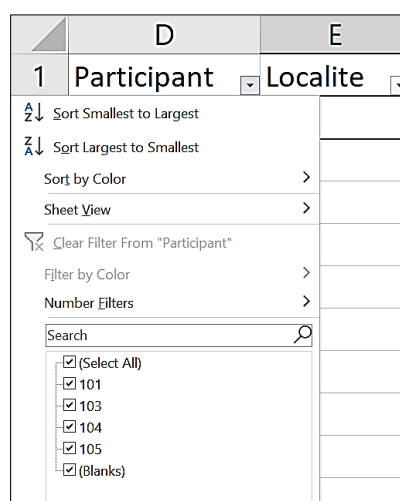 D E
1 Participant Localite
Sort Smallest to Largest
Sort Largest to Smallest
Sort by Color
Sheet View
Clear Filter From "Participant"
Filter by Color
Number Filters
Search
(Select All)
101
103
104
105
(Blanks)